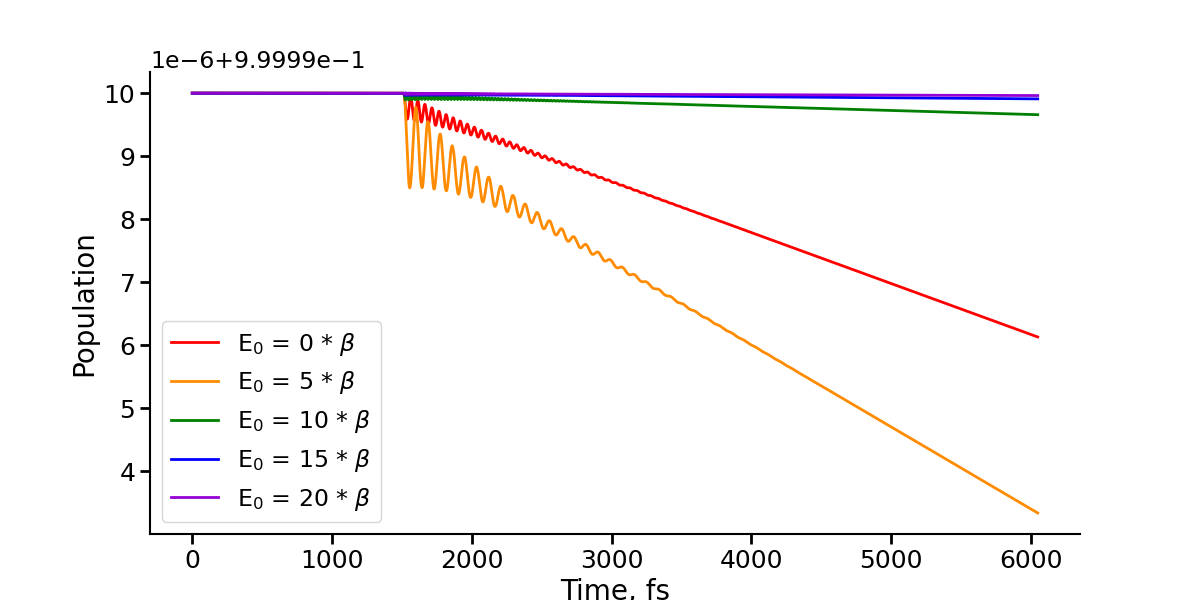 1e−6+9.9999e−1
10
9
8
7
6
5
4
Population
E₀ = 0 * β
E₀ = 5 * β
E₀ = 10 * β
E₀ = 15 * β
E₀ = 20 * β
0 1000 2000 3000 4000 5000 6000
Time, fs